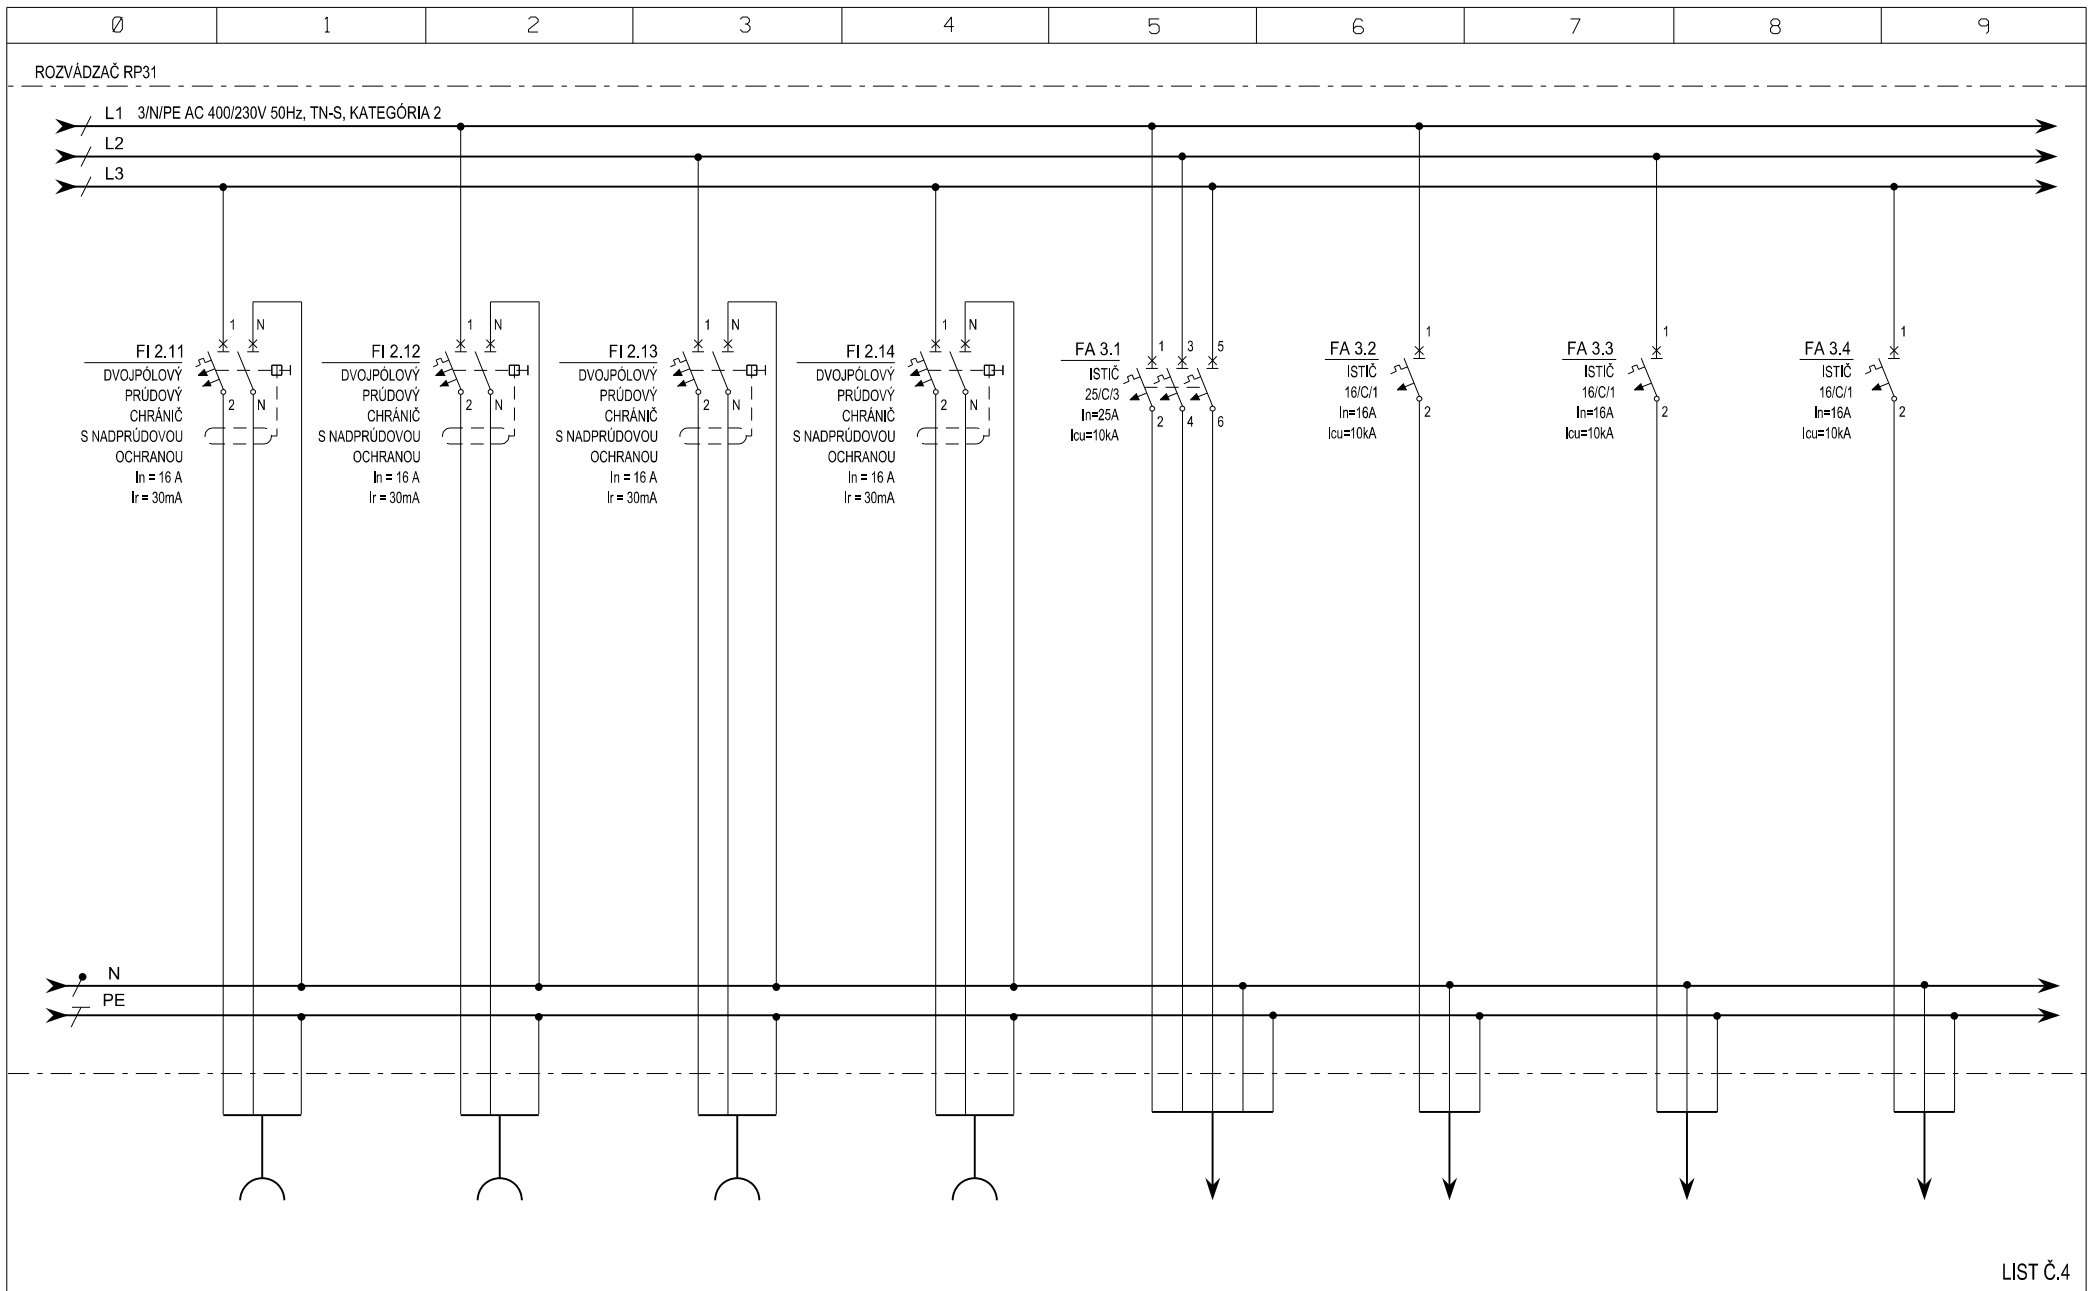 0 1 2 3 4 5 6 7 8 9
ROZVÁDZAČ RP31
L1 3/N/PE AC 400/230V 50Hz, TN-S, KATEGÓRIA 2
L2
L3
1 N
FI 2.11
DVOJPÓLOVÝ
PRÚDOVÝ
CHRÁNIČ
S NADPRÚDOVOU
OCHRANOU
In = 16 A
Ir = 30mA
2 N
1 N
FI 2.12
DVOJPÓLOVÝ
PRÚDOVÝ
CHRÁNIČ
S NADPRÚDOVOU
OCHRANOU
In = 16 A
Ir = 30mA
2 N
1 N
FI 2.13
DVOJPÓLOVÝ
PRÚDOVÝ
CHRÁNIČ
S NADPRÚDOVOU
OCHRANOU
In = 16 A
Ir = 30mA
2 N
1 N
FI 2.14
DVOJPÓLOVÝ
PRÚDOVÝ
CHRÁNIČ
S NADPRÚDOVOU
OCHRANOU
In = 16 A
Ir = 30mA
2 N
1 3 5
FA 3.1
ISTIČ
25/C/3
In=25A
Icu=10kA
2 4 6
1
FA 3.2
ISTIČ
16/C/1
In=16A
Icu=10kA
2
1
FA 3.3
ISTIČ
16/C/1
In=16A
Icu=10kA
2
1
FA 3.4
ISTIČ
16/C/1
In=16A
Icu=10kA
2
N
PE
LIST Č.4